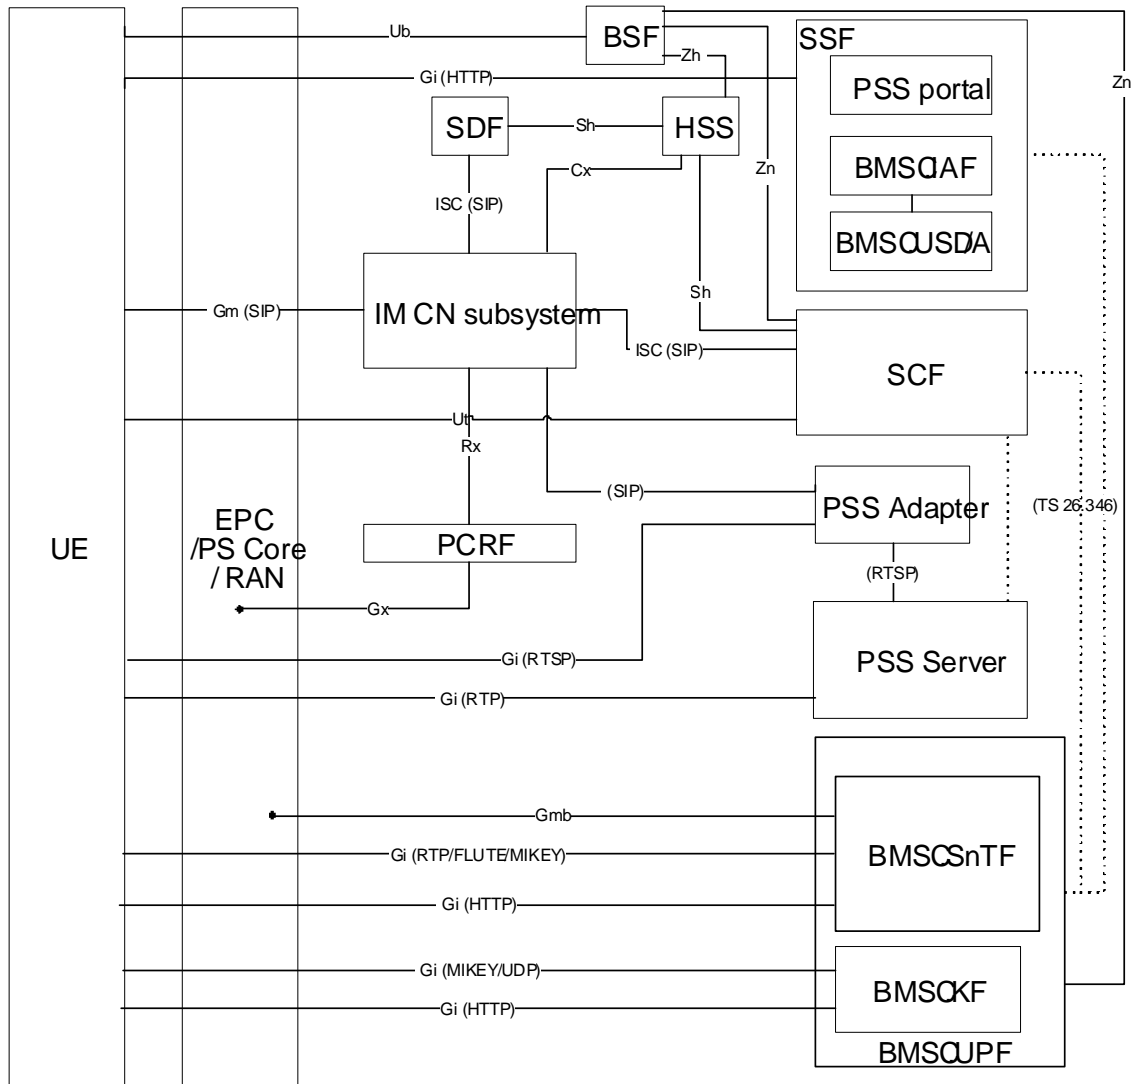 Ub
BSF
SSF
Zh
Gi (HTTP)
PSS portal
Zn
SDF
Sh
HSS
Cx
Zn
BMSC.IAF
ISC (SIP)
BMSC.USD/A
Sh
Gm (SIP)
IM CN subsystem
ISC (SIP)
SCF
Ut
Rx
(SIP)
PSS Adapter
(TS 26.346)
EPC
/PS Core
/ RAN
UE
PCRF
(RTSP)
Gx
Gi (RTSP)
PSS Server
Gi (RTP)
Gmb
BMSC.SnTF
Gi (RTP/FLUTE/MIKEY)
Gi (HTTP)
Gi (MIKEY/UDP)
BMSC.KF
Gi (HTTP)
BMSC.UPF